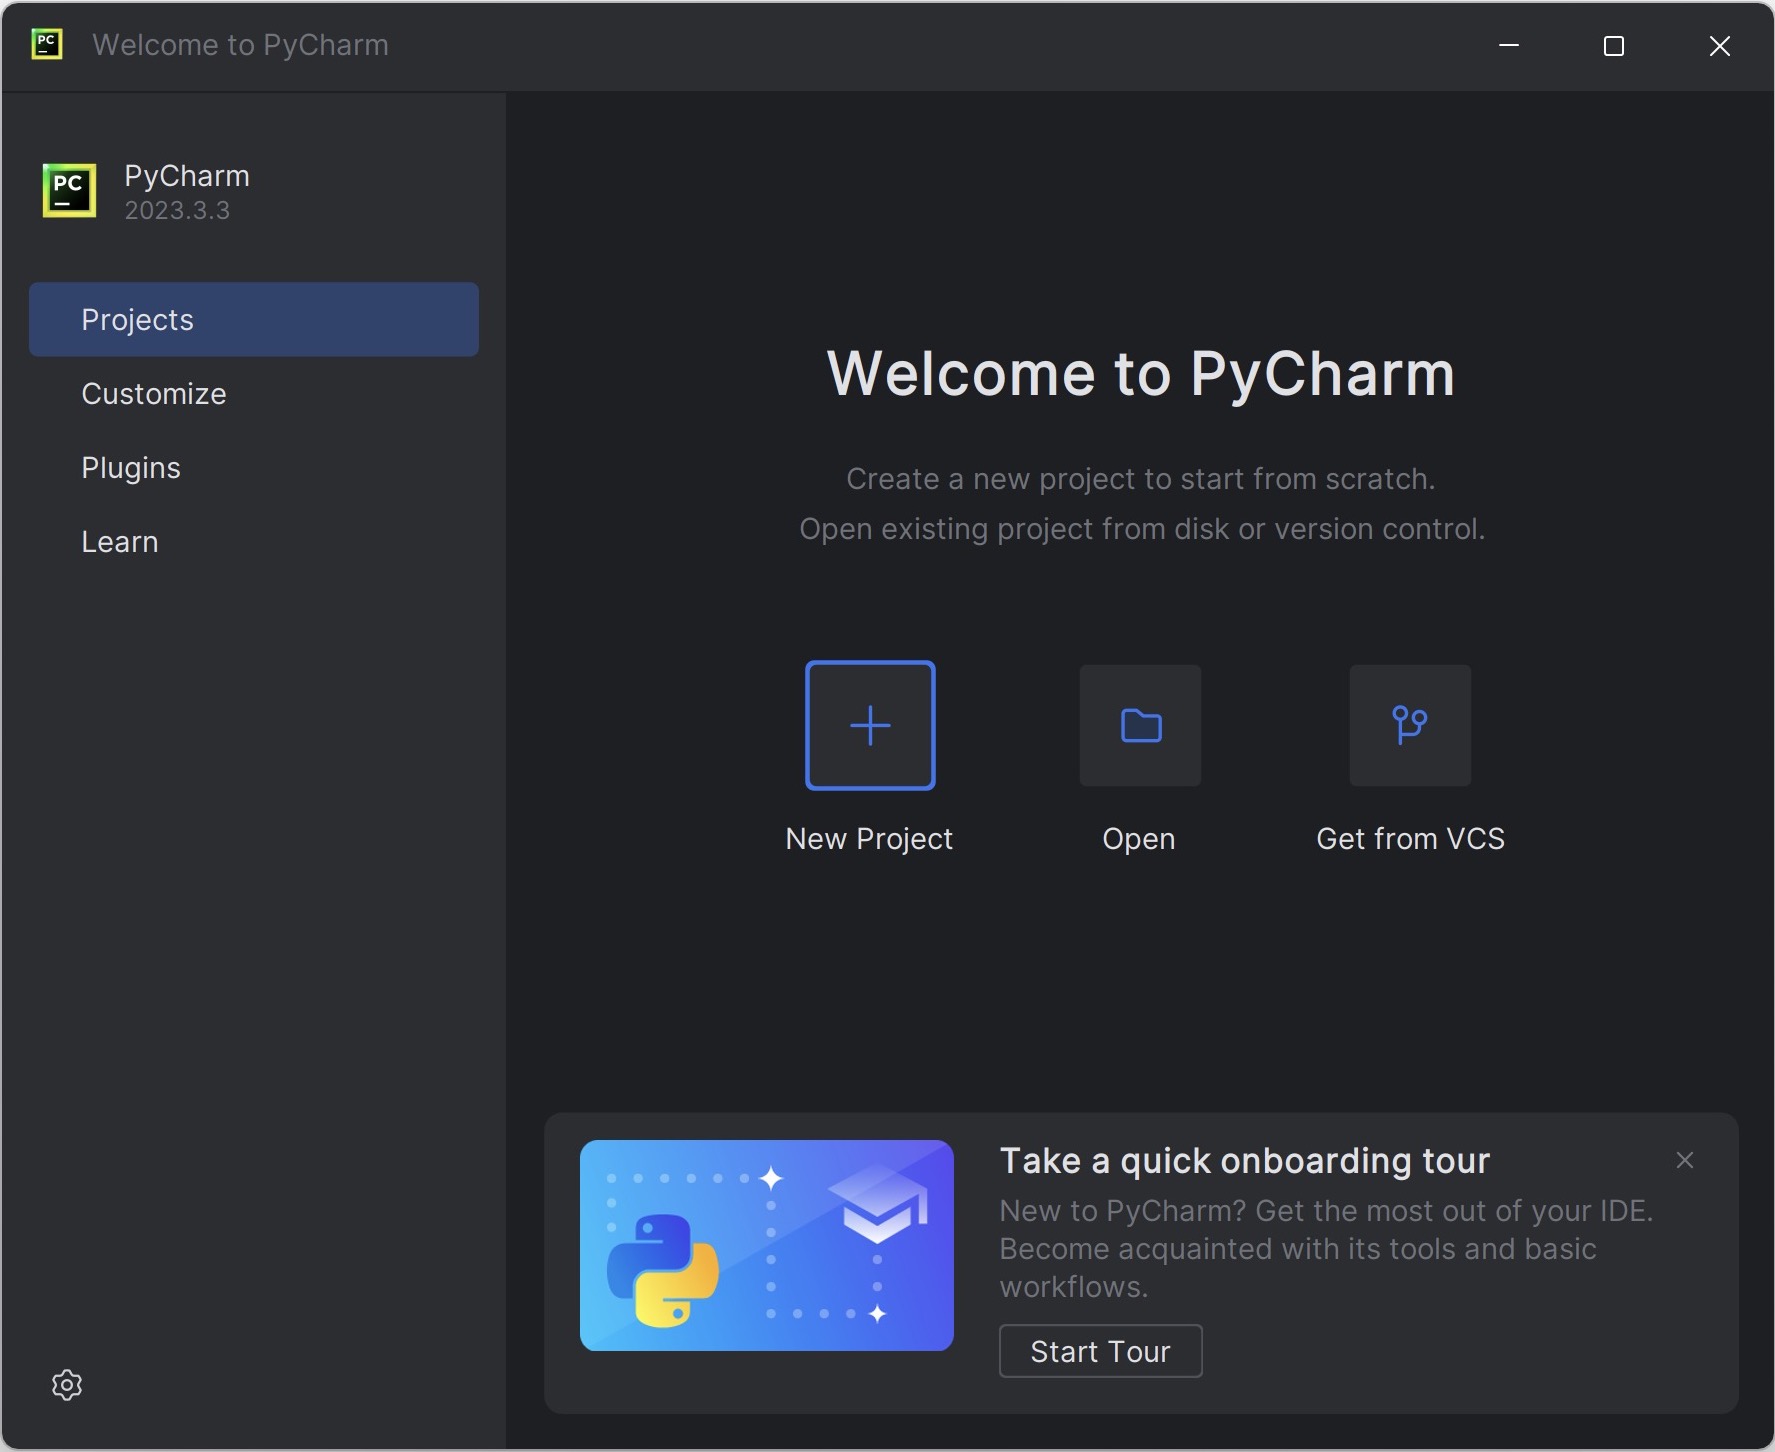 PC
Welcome to PyCharm
PC
PyCharm
2023.3.3
Projects
Customize
Plugins
Learn
Welcome to PyCharm
Create a new project to start from scratch.
Open existing project from disk or version control.
New Project
Open
Get from VCS
Take a quick onboarding tour
New to PyCharm? Get the most out of your IDE.
Become acquainted with its tools and basic
workflows.
Start Tour